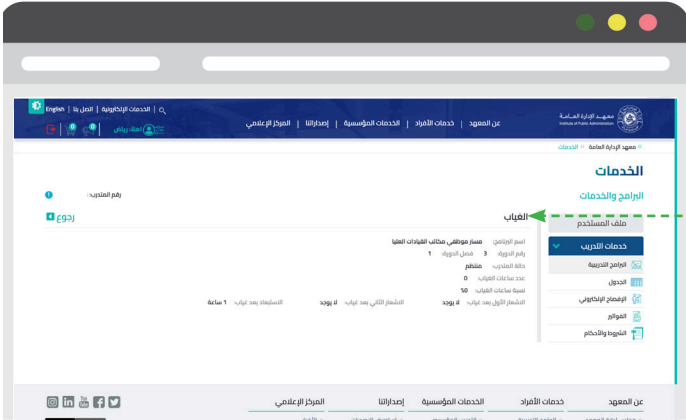 الخدمات الإلكترونية | اتصل بنا | English
معهد الإدارة العامة
Institute of Public Administration
عن المعهد | خدمات الأفراد | الخدمات المؤسسية | إصداراتنا | المركز الإعلامي
0 0
معهد الإدارة العامة » الخدمات
الخدمات
البرامج والخدمات
رقم المتدرب:
ملف المستخدم
خدمات التدريب
البرامج التدريبية
الجدول
الإفصاح الإلكتروني
الفواتير
الشروط والأحكام
الغياب
رجوع
اسم البرنامج: مسار موظفي مكاتب القيادات العليا
رقم الدورة: 3 فصل الدورة: 1
حالة المتدرب: منتظم
عدد ساعات الغياب: 0
نسبة ساعات الغياب: %0
الاشعار الأول بعد غياب: لا يوجد الاشعار الثاني بعد غياب: لا يوجد الاستبعاد بعد غياب: 1 ساعة
عن المعهد خدمات الأفراد الخدمات المؤسسية إصداراتنا المركز الإعلامي